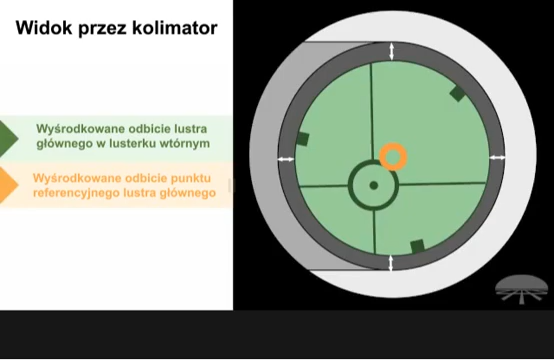 Widok przez kolimator
Wyśrodkowane odbicie lustra
głównego w lusterku wtórnym
Wyśrodkowane odbicie punktu
referencyjnego lustra głównego